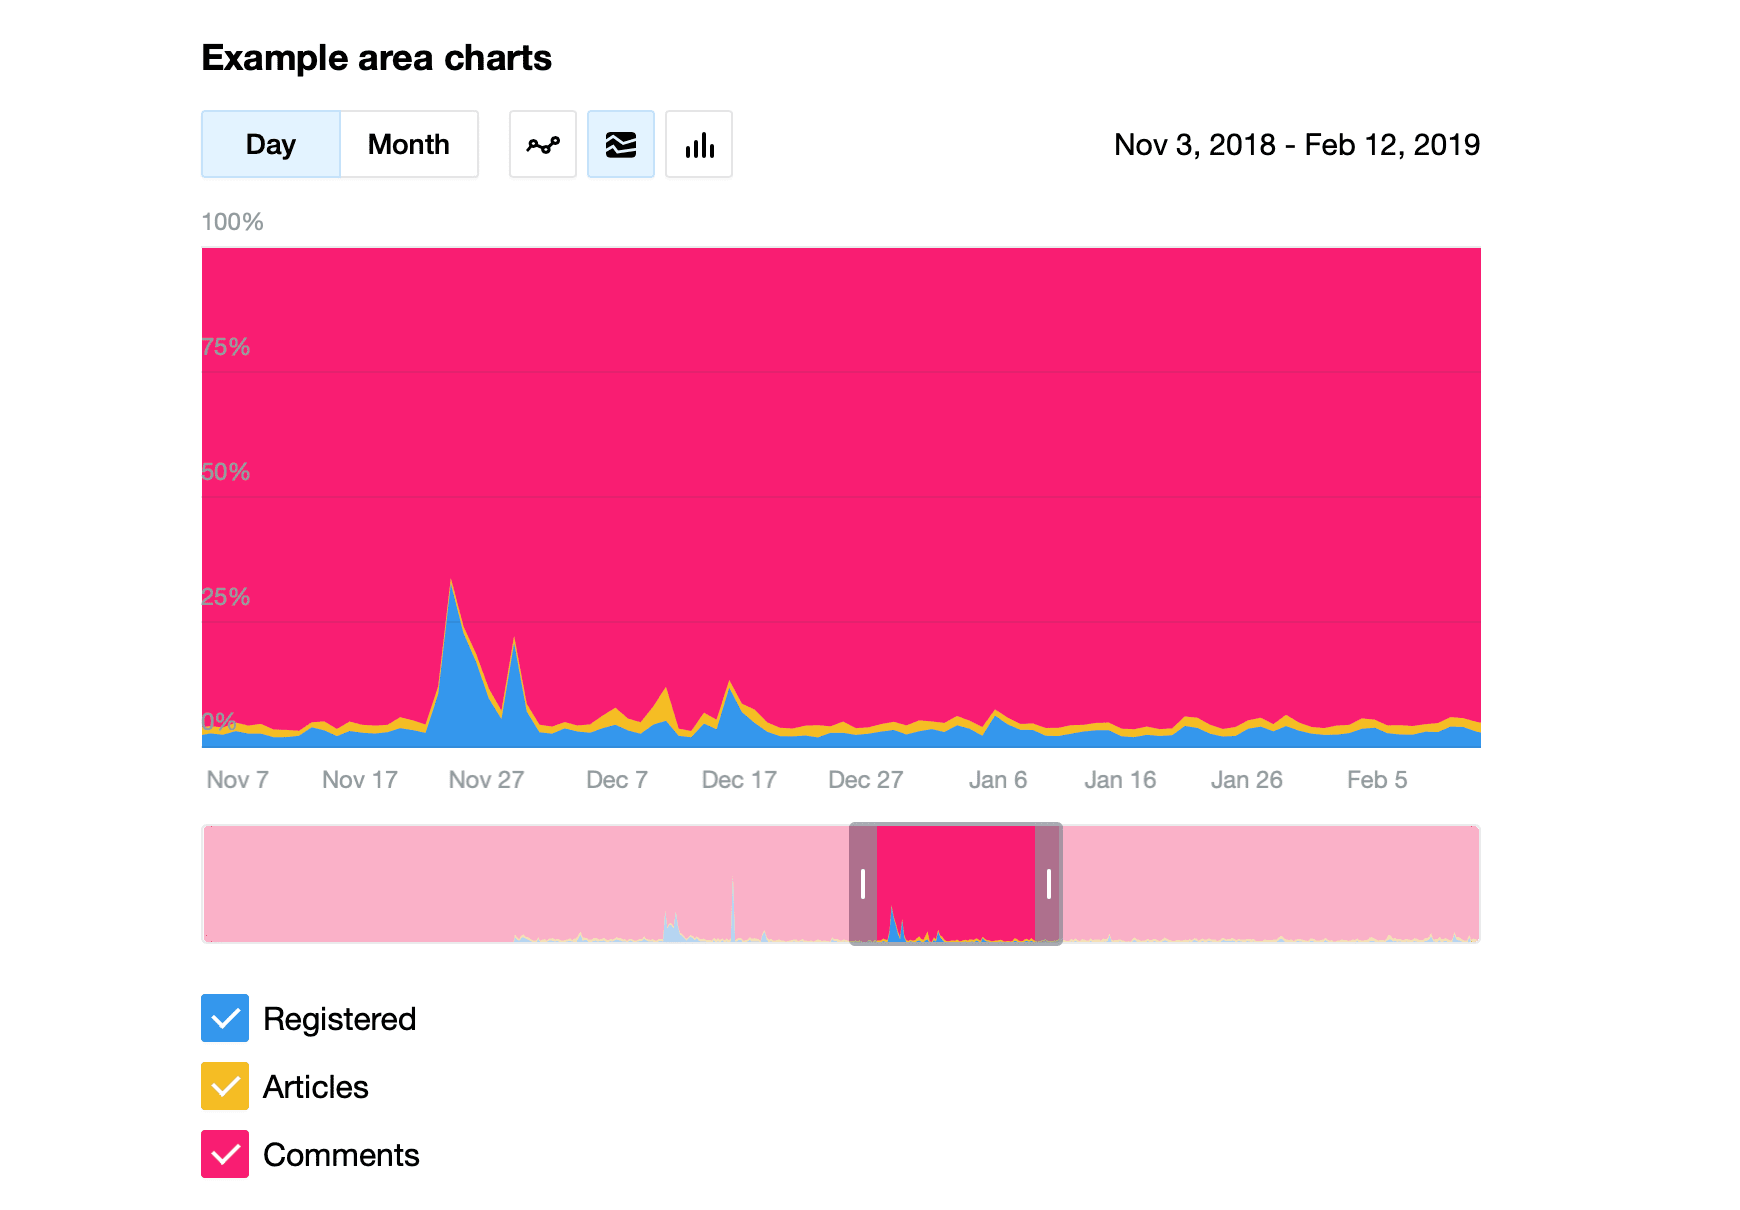 Example area charts
Day Month
Nov 3, 2018 - Feb 12, 2019
100%
75%
50%
25%
0%
Nov 7 Nov 17 Nov 27 Dec 7 Dec 17 Dec 27 Jan 6 Jan 16 Jan 26 Feb 5
Registered
Articles
Comments